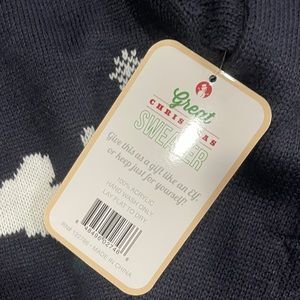 Great
CHRISTMAS
SWEATER
Give this as a gift like an Elf.
or keep just for yourself!
100% ACRYLIC
HAND WASH ONLY
LAY FLAT TO DRY
MADE IN CHINA